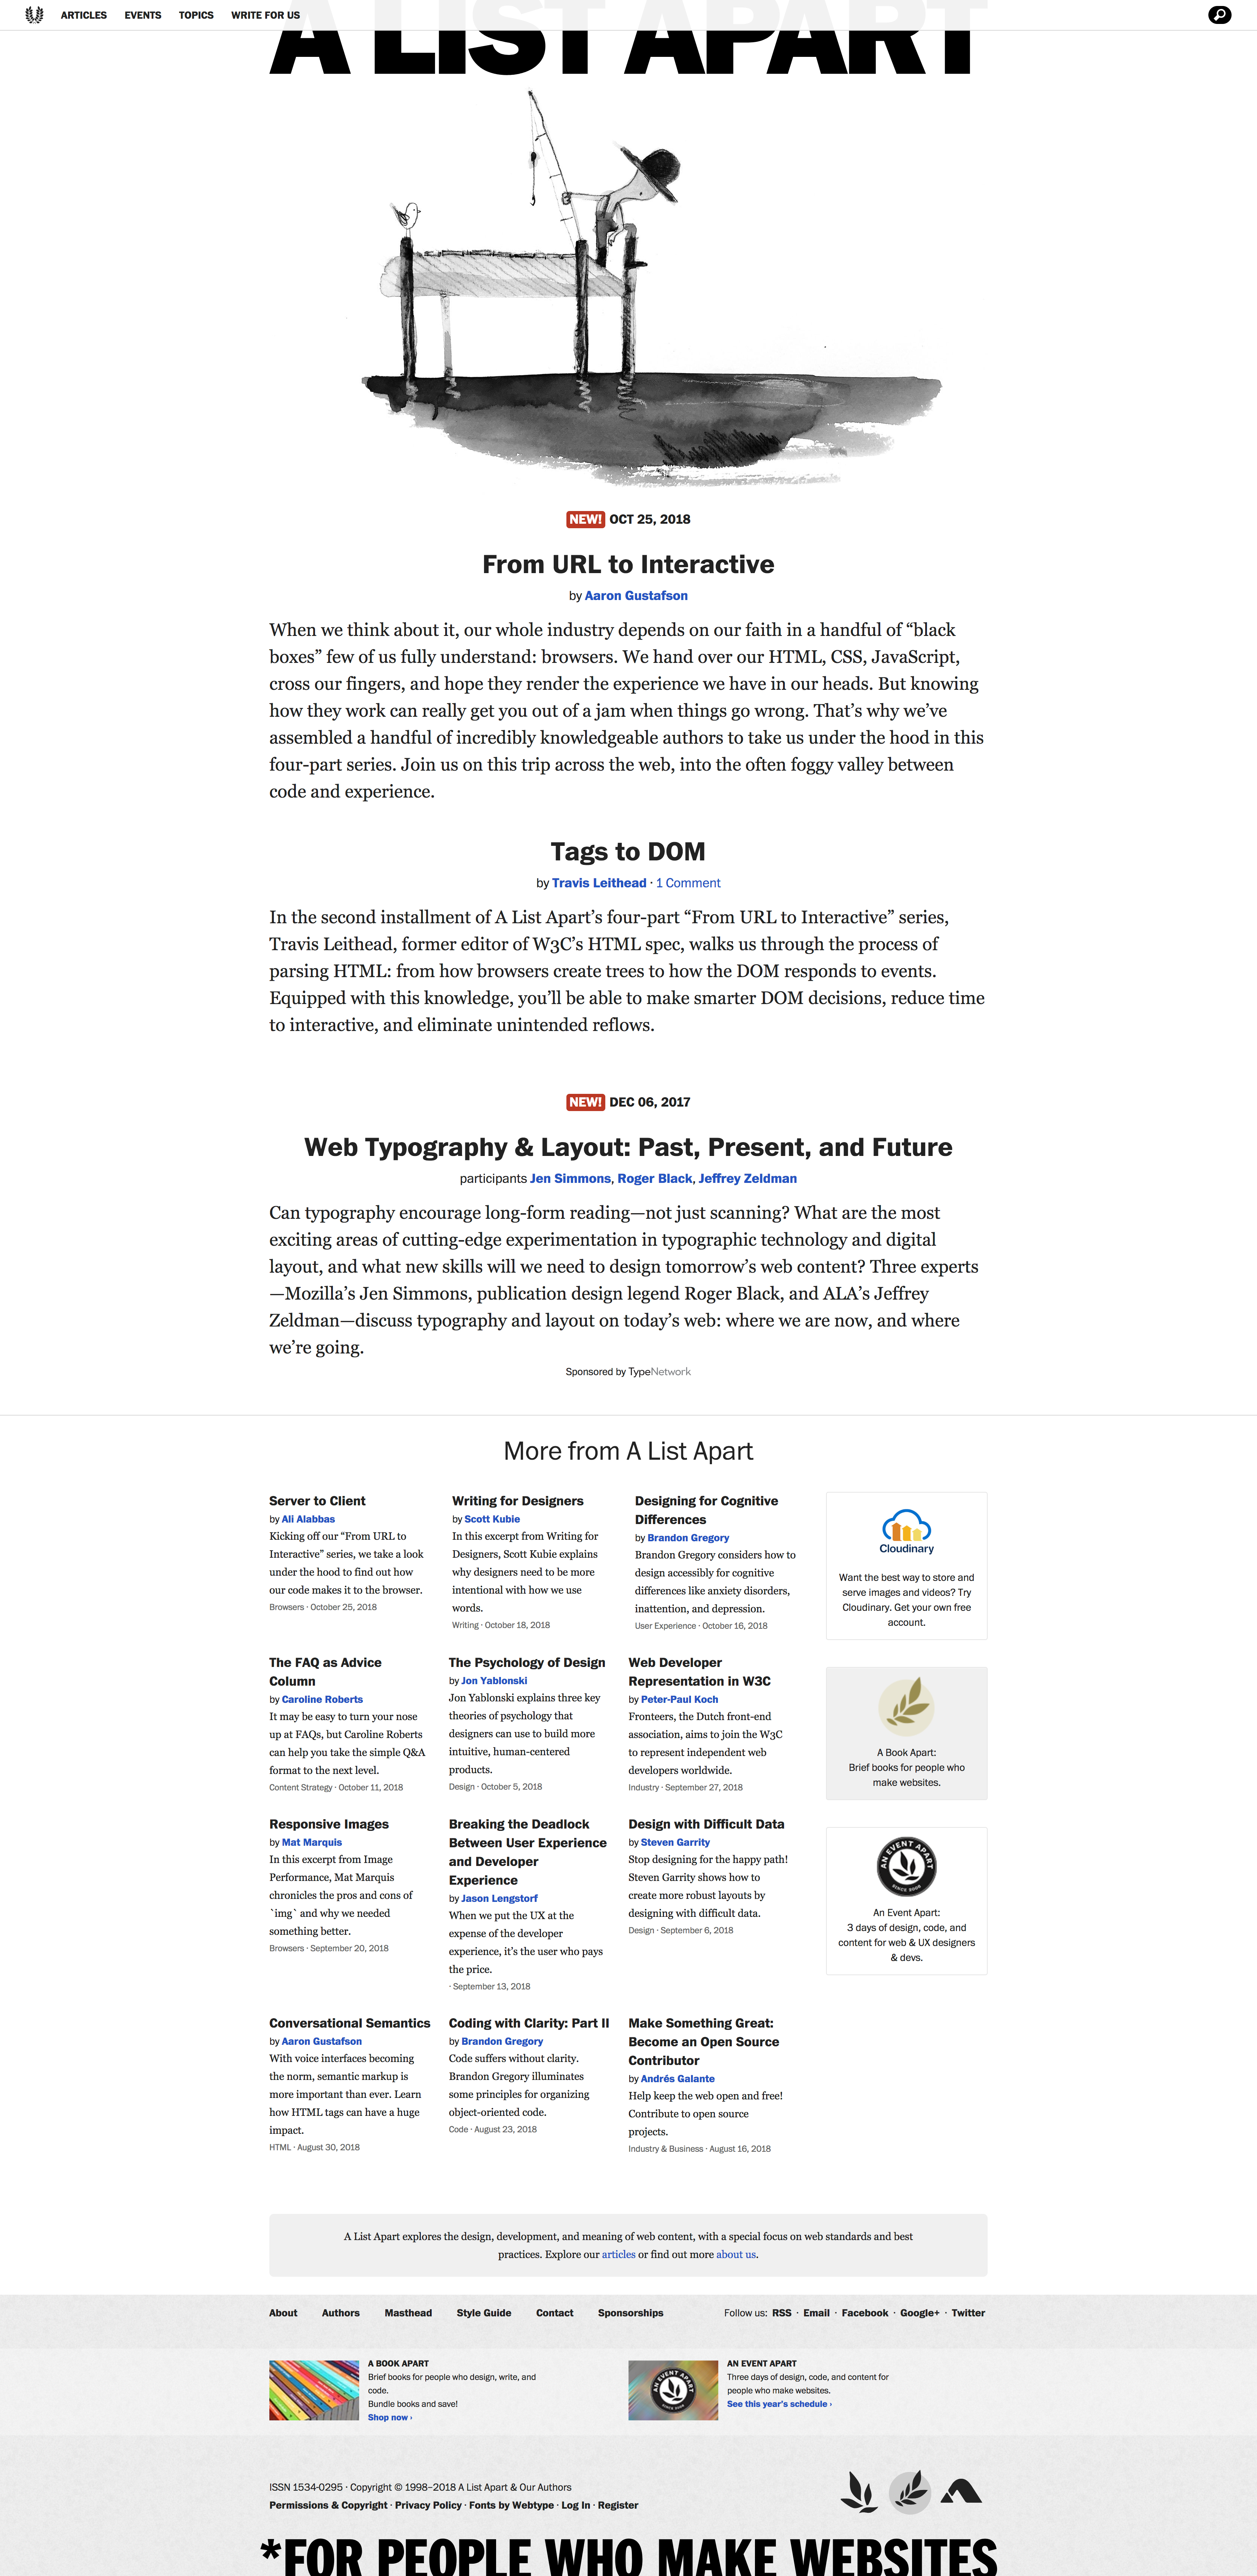 ARTICLES EVENTS TOPICS WRITE FOR US
A LIST APART
NEW! OCT 25, 2018
From URL to Interactive
by Aaron Gustafson
When we think about it, our whole industry depends on our faith in a handful of “black
boxes” few of us fully understand: browsers. We hand over our HTML, CSS, JavaScript,
cross our fingers, and hope they render the experience we have in our heads. But knowing
how they work can really get you out of a jam when things go wrong. That’s why we’ve
assembled a handful of incredibly knowledgeable authors to take us under the hood in this
four-part series. Join us on this trip across the web, into the often foggy valley between
code and experience.
Tags to DOM
by Travis Leithead · 1 Comment
In the second installment of A List Apart’s four-part “From URL to Interactive” series,
Travis Leithead, former editor of W3C’s HTML spec, walks us through the process of
parsing HTML: from how browsers create trees to how the DOM responds to events.
Equipped with this knowledge, you’ll be able to make smarter DOM decisions, reduce time
to interactive, and eliminate unintended reflows.
NEW! DEC 06, 2017
Web Typography & Layout: Past, Present, and Future
participants Jen Simmons, Roger Black, Jeffrey Zeldman
Can typography encourage long-form reading—not just scanning? What are the most
exciting areas of cutting-edge experimentation in typographic technology and digital
layout, and what new skills will we need to design tomorrow’s web content? Three experts
—Mozilla’s Jen Simmons, publication design legend Roger Black, and ALA’s Jeffrey
Zeldman—discuss typography and layout on today’s web: where we are now, and where
we’re going.
Sponsored by TypeNetwork
More from A List Apart
Server to Client
by Ali Alabbas
Kicking off our “From URL to
Interactive” series, we take a look
under the hood to find out how
our code makes it to the browser.
Browsers · October 25, 2018
Writing for Designers
by Scott Kubie
In this excerpt from Writing for
Designers, Scott Kubie explains
why designers need to be more
intentional with how we use
words.
Writing · October 18, 2018
Designing for Cognitive
Differences
by Brandon Gregory
Brandon Gregory considers how to
design accessibly for cognitive
differences like anxiety disorders,
inattention, and depression.
User Experience · October 16, 2018
The FAQ as Advice
Column
by Caroline Roberts
It may be easy to turn your nose
up at FAQs, but Caroline Roberts
can help you take the simple Q&A
format to the next level.
Content Strategy · October 11, 2018
The Psychology of Design
by Jon Yablonski
Jon Yablonski explains three key
theories of psychology that
designers can use to build more
intuitive, human-centered
products.
Design · October 5, 2018
Web Developer
Representation in W3C
by Peter-Paul Koch
Fronteers, the Dutch front-end
association, aims to join the W3C
to represent independent web
developers worldwide.
Industry · September 27, 2018
Responsive Images
by Mat Marquis
In this excerpt from Image
Performance, Mat Marquis
chronicles the pros and cons of
`img` and why we needed
something better.
Browsers · September 20, 2018
Breaking the Deadlock
Between User Experience
and Developer
Experience
by Jason Lengstorf
When we put the UX at the
expense of the developer
experience, it’s the user who pays
the price.
· September 13, 2018
Design with Difficult Data
by Steven Garrity
Stop designing for the happy path!
Steven Garrity shows how to
create more robust layouts by
designing with difficult data.
Design · September 6, 2018
Conversational Semantics
by Aaron Gustafson
With voice interfaces becoming
the norm, semantic markup is
more important than ever. Learn
how HTML tags can have a huge
impact.
HTML · August 30, 2018
Coding with Clarity: Part II
by Brandon Gregory
Code suffers without clarity.
Brandon Gregory illuminates
some principles for organizing
object-oriented code.
Code · August 23, 2018
Make Something Great:
Become an Open Source
Contributor
by Andrés Galante
Help keep the web open and free!
Contribute to open source
projects.
Industry & Business · August 16, 2018
Cloudinary
Want the best way to store and
serve images and videos? Try
Cloudinary. Get your own free
account.
A Book Apart:
Brief books for people who
make websites.
AN EVENT APART
SINCE 2005
An Event Apart:
3 days of design, code, and
content for web & UX designers
& devs.
A List Apart explores the design, development, and meaning of web content, with a special focus on web standards and best
practices. Explore our articles or find out more about us.
About Authors Masthead Style Guide Contact Sponsorships Follow us: RSS · Email · Facebook · Google+ · Twitter
A BOOK APART
Brief books for people who design, write, and
code.
Bundle books and save!
Shop now ›
AN EVENT APART
AN EVENT APART
Three days of design, code, and content for
people who make websites.
See this year’s schedule ›
ISSN 1534-0295 · Copyright © 1998–2018 A List Apart & Our Authors
Permissions & Copyright · Privacy Policy · Fonts by Webtype · Log In · Register
*FOR PEOPLE WHO MAKE WEBSITES